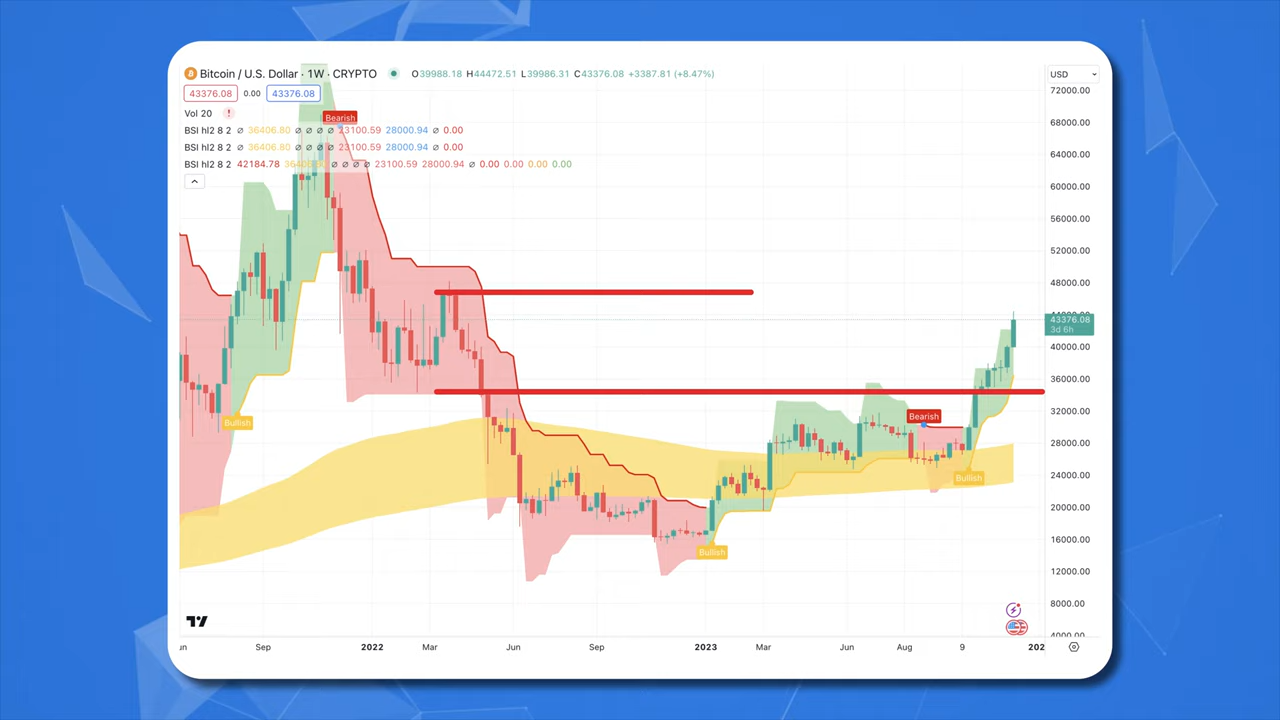 Bitcoin / U.S. Dollar · 1W · CRYPTO O39988.18 H44472.51 L39986.31 C43376.08 +3387.81 (+8.47%)
USD
43376.08 0.00 43376.08
Vol 20
BSI hl2 8 2 ∅ 36406.80 ∅ ∅ ∅ ∅ 23100.59 28000.94 ∅ 0.00
BSI hl2 8 2 ∅ 36406.80 ∅ ∅ ∅ ∅ 23100.59 28000.94 ∅ 0.00
BSI hl2 8 2 42184.78 ∅ ∅ ∅ ∅ 23100.59 28000.94 ∅ 0.00 0.00 0.00 0.00
Bearish
Bullish
Bullish
Bearish
Bullish
72000.00
68000.00
64000.00
60000.00
56000.00
52000.00
48000.00
43376.08
3d 6h
40000.00
36000.00
32000.00
28000.00
24000.00
20000.00
16000.00
12000.00
8000.00
4000.00
Sep 2022 Mar Jun Sep 2023 Mar Jun Aug 9 202